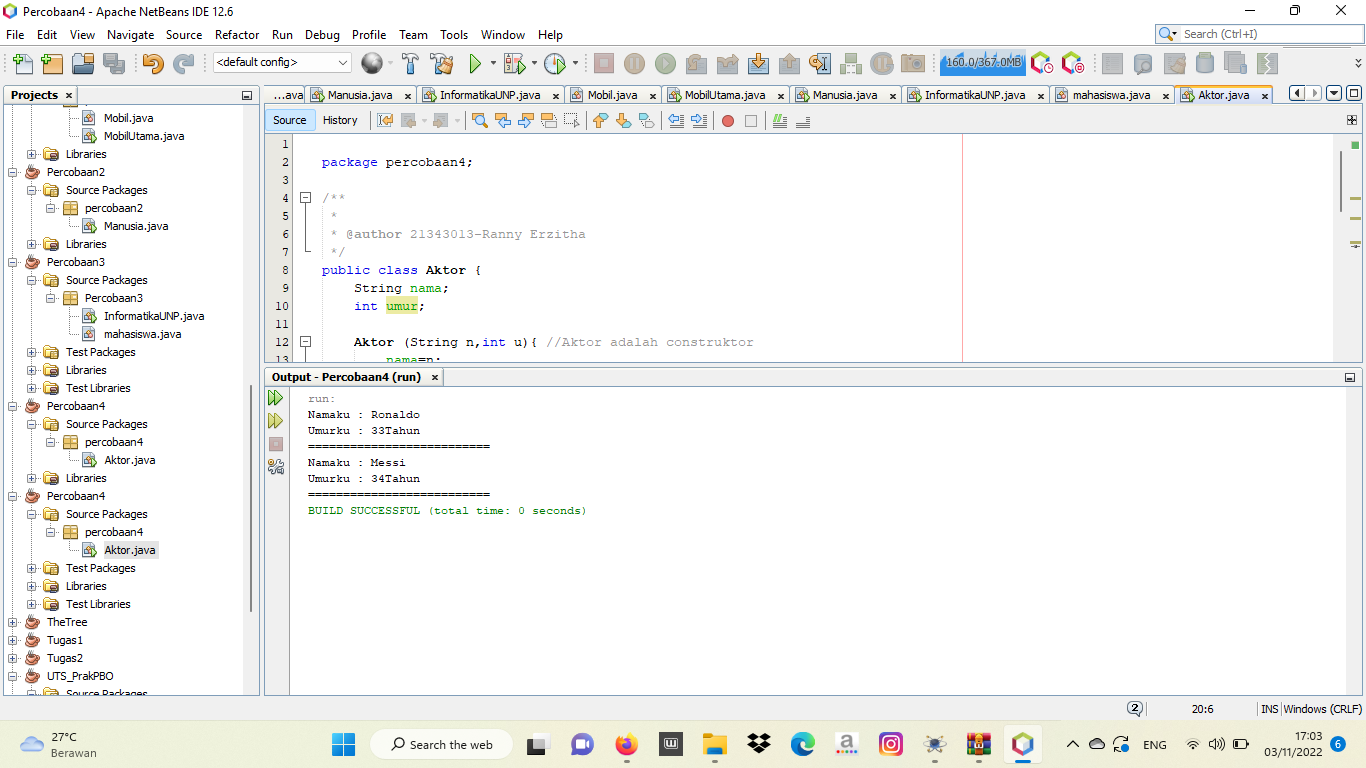 Percobaan4 - Apache NetBeans IDE 12.6
File Edit View Navigate Source Refactor Run Debug Profile Team Tools Window Help
Search (Ctrl+I)
<default config>
160.0/367.0MB
Projects
...ava Manusia.java InformatikaUNP.java Mobil.java MobilUtama.java Manusia.java InformatikaUNP.java mahasiswa.java Aktor.java
Source History
Mobil.java
MobilUtama.java
Libraries
Percobaan2
Source Packages
percobaan2
Manusia.java
Libraries
Percobaan3
Source Packages
Percobaan3
InformatikaUNP.java
mahasiswa.java
Test Packages
Libraries
Test Libraries
Percobaan4
Source Packages
percobaan4
Aktor.java
Libraries
Percobaan4
Source Packages
percobaan4
Aktor.java
Test Packages
Libraries
Test Libraries
TheTree
Tugas1
Tugas2
UTS_PrakPBO
Source Packages
1
2 package percobaan4;
3
4 /**
5 *
6 * @author 21343013-Ranny Erzitha
7 */
8 public class Aktor {
9 String nama;
10 int umur;
11
12 Aktor (String n,int u){ //Aktor adalah construktor
13 nama=n;
Output - Percobaan4 (run)
run:
Namaku : Ronaldo
Umurku : 33Tahun
==========================
Namaku : Messi
Umurku : 34Tahun
==========================
BUILD SUCCESSFUL (total time: 0 seconds)
2 20:6 INS Windows (CRLF)
27°C
Berawan
Search the web
ENG
17:03
03/11/2022
6